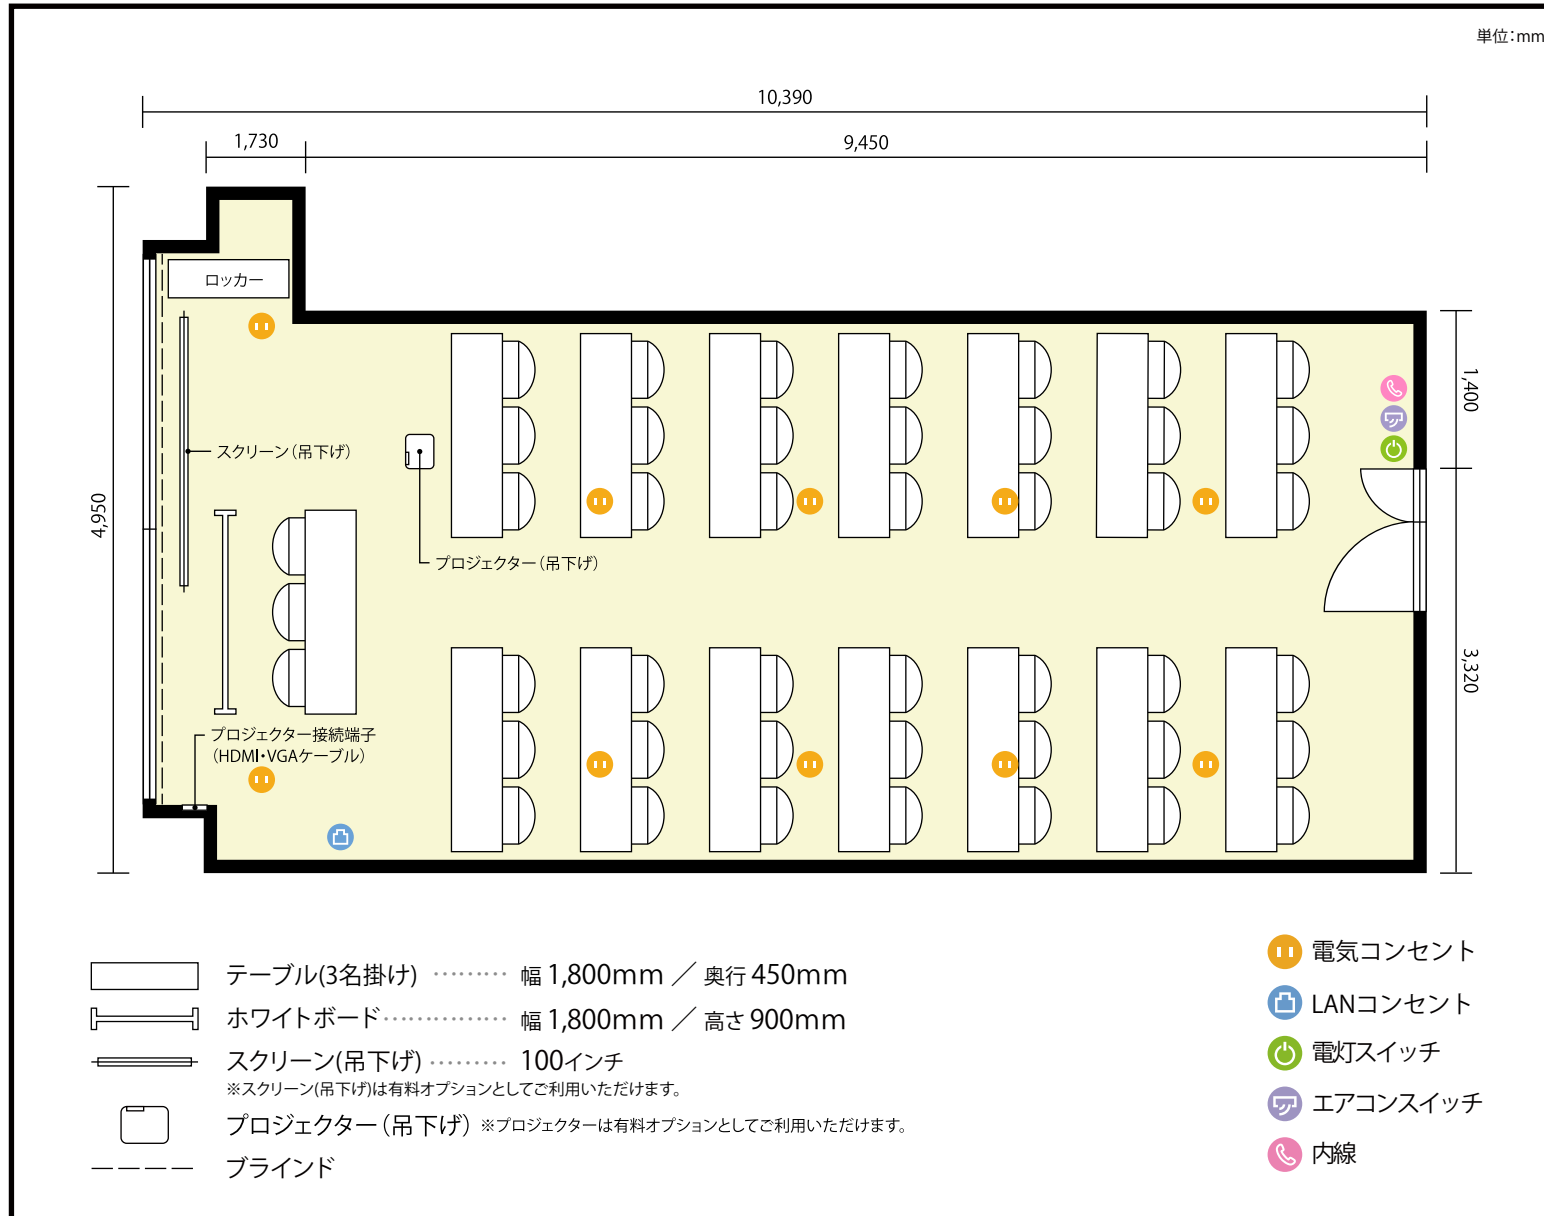 単位：mm
10,390
1,730
9,450
ロッカー
1,400
スクリーン（吊下げ）
4,950
プロジェクター（吊下げ）
3,320
プロジェクター接続端子
（HDMI・VGAケーブル）
テーブル(3名掛け) ・・・・・・・・・ 幅 1,800mm ／ 奥行 450mm
ホワイトボード・・・・・・・・・・・・・・・ 幅 1,800mm ／ 高さ 900mm
スクリーン(吊下げ) ・・・・・・・・・ 100インチ
※スクリーン(吊下げ)は有料オプションとしてご利用いただけます。
プロジェクター（吊下げ） ※プロジェクターは有料オプションとしてご利用いただけます。
ブラインド
電気コンセント
LANコンセント
電灯スイッチ
エアコンスイッチ
内線